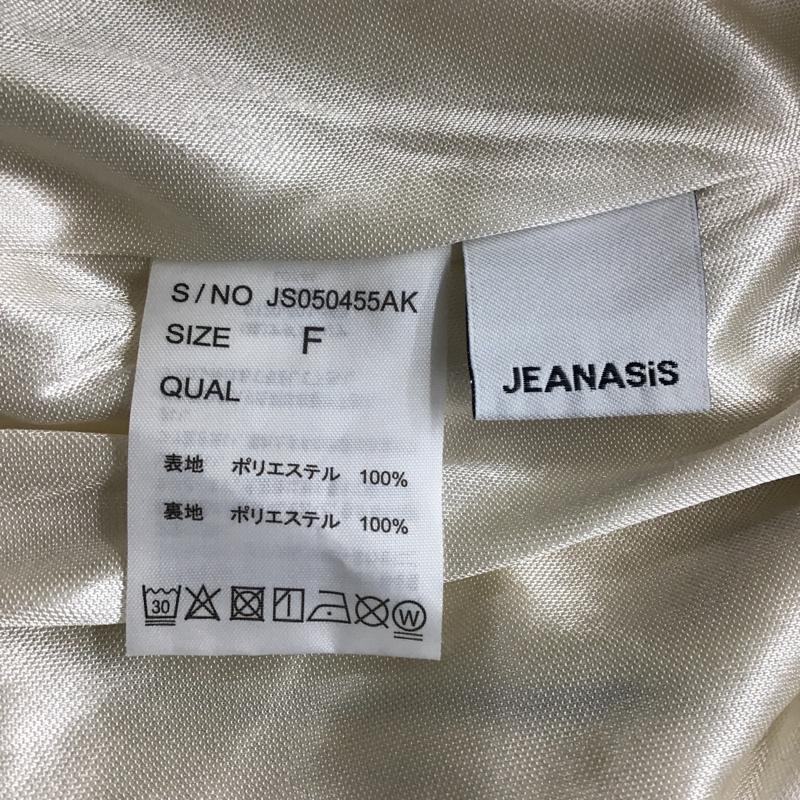 S/NO JS050455AK
SIZE F
QUAL
表地 ポリエステル 100%
裏地 ポリエステル 100%
30 W
JEANASiS